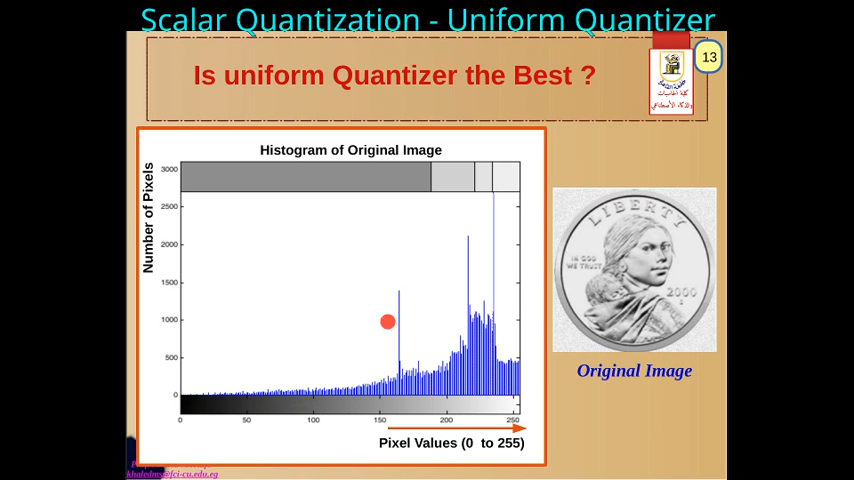 Scalar Quantization - Uniform Quantizer
13
Is uniform Quantizer the Best ?
Histogram of Original Image
Number of Pixels
3000
2500
2000
1500
1000
500
0
0 50 100 150 200 250
Pixel Values (0 to 255)
LIBERTY
IN GOD
WE TRUST
2000
Original Image
khaledms@fci-cu.edu.eg